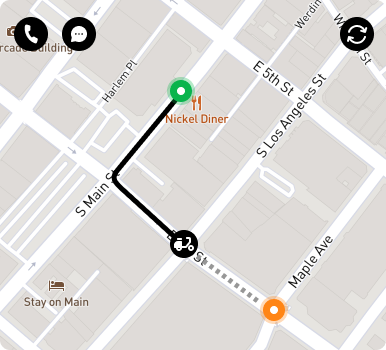 Harlem Pl
E 5th St
Nickel Diner
S Los Angeles St
S Main St
Maple Ave
Stay on Main